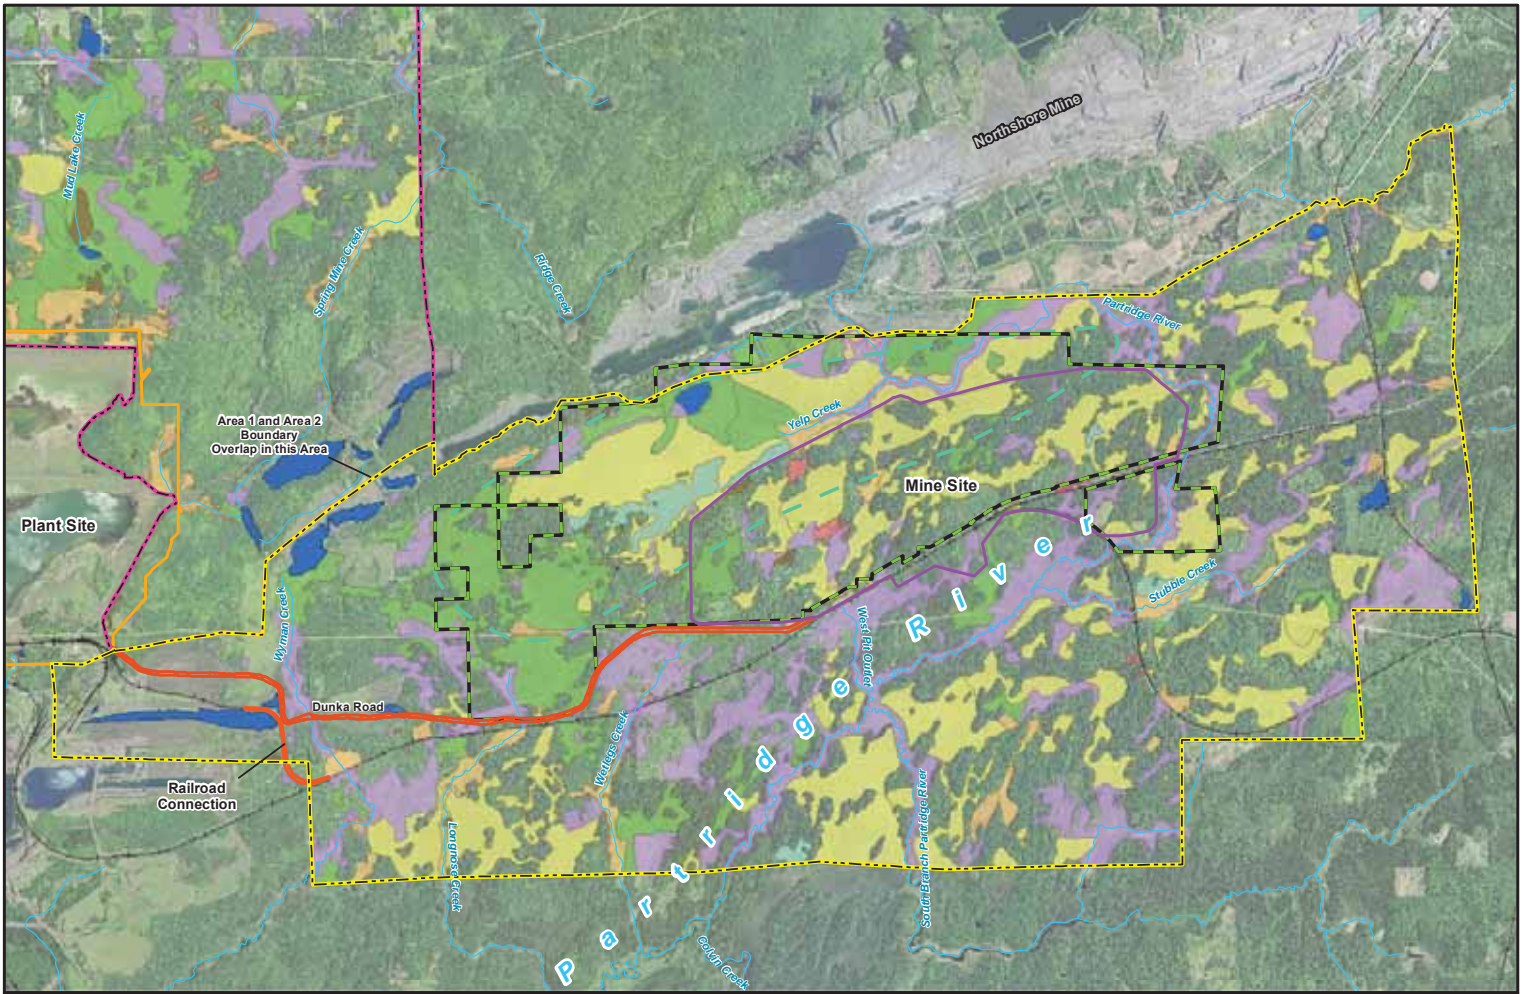 Northshore Mine
Mud Lake Creek
Spring Mine Creek
Ridge Creek
Partridge River
Yelp Creek
Area 1 and Area 2
Boundary
Overlap in this Area
Mine Site
Plant Site
Stubble Creek
Wyman Creek
West Pit Outlet
Partridge River
Dunka Road
Wetlegs Creek
Railroad
Connection
Longnose Creek
South Branch Partridge River
Colvin Creek